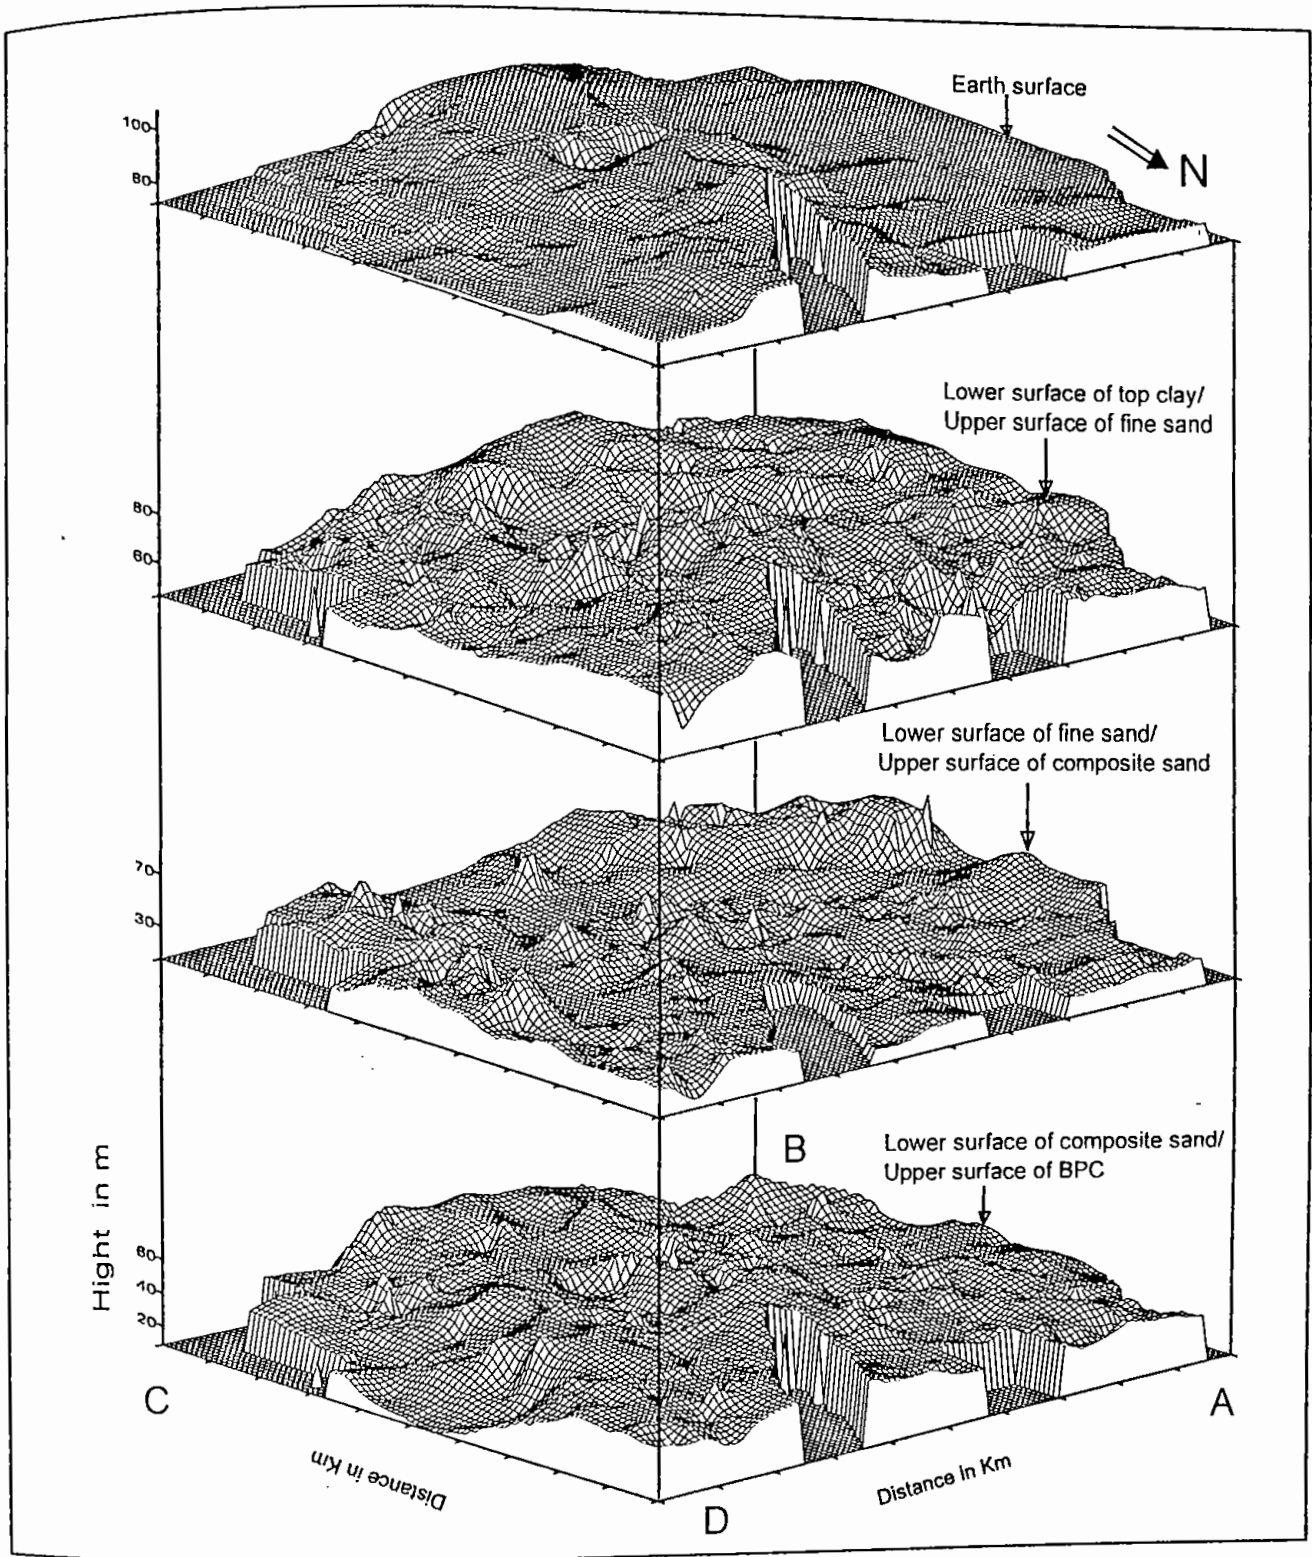 Earth surface
N
100
80
Lower surface of top clay/
Upper surface of fine sand
80
60
Lower surface of fine sand/
Upper surface of composite sand
70
30
B
Lower surface of composite sand/
Upper surface of BPC
Hight in m
60
40
20
C
A
Distance in Km
Distance in Km
D